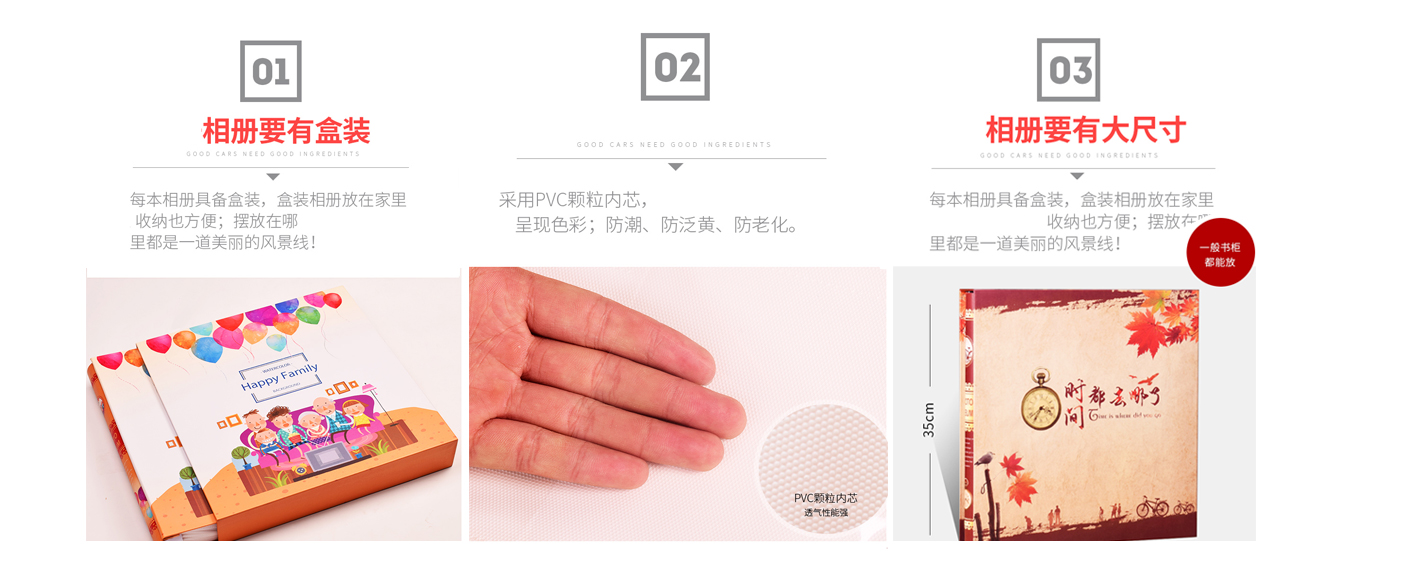 01
相册要有盒装
GOOD CARS NEED GOOD INGREDIENTS
每本相册具备盒装，盒装相册放在家里
收纳也方便；摆放在哪
里都是一道美丽的风景线！
WATERCOLOR
Happy Family
BACKGROUND
02
GOOD CARS NEED GOOD INGREDIENTS
采用PVC颗粒内芯，
呈现色彩；防潮、防泛黄、防老化。
PVC颗粒内芯
透气性能强
03
相册要有大尺寸
GOOD CARS NEED GOOD INGREDIENTS
每本相册具备盒装，盒装相册放在家里
收纳也方便；摆放在
里都是一道美丽的风景线！
一般书柜
都能放
35cm
时间都去哪了
Time is where did you go